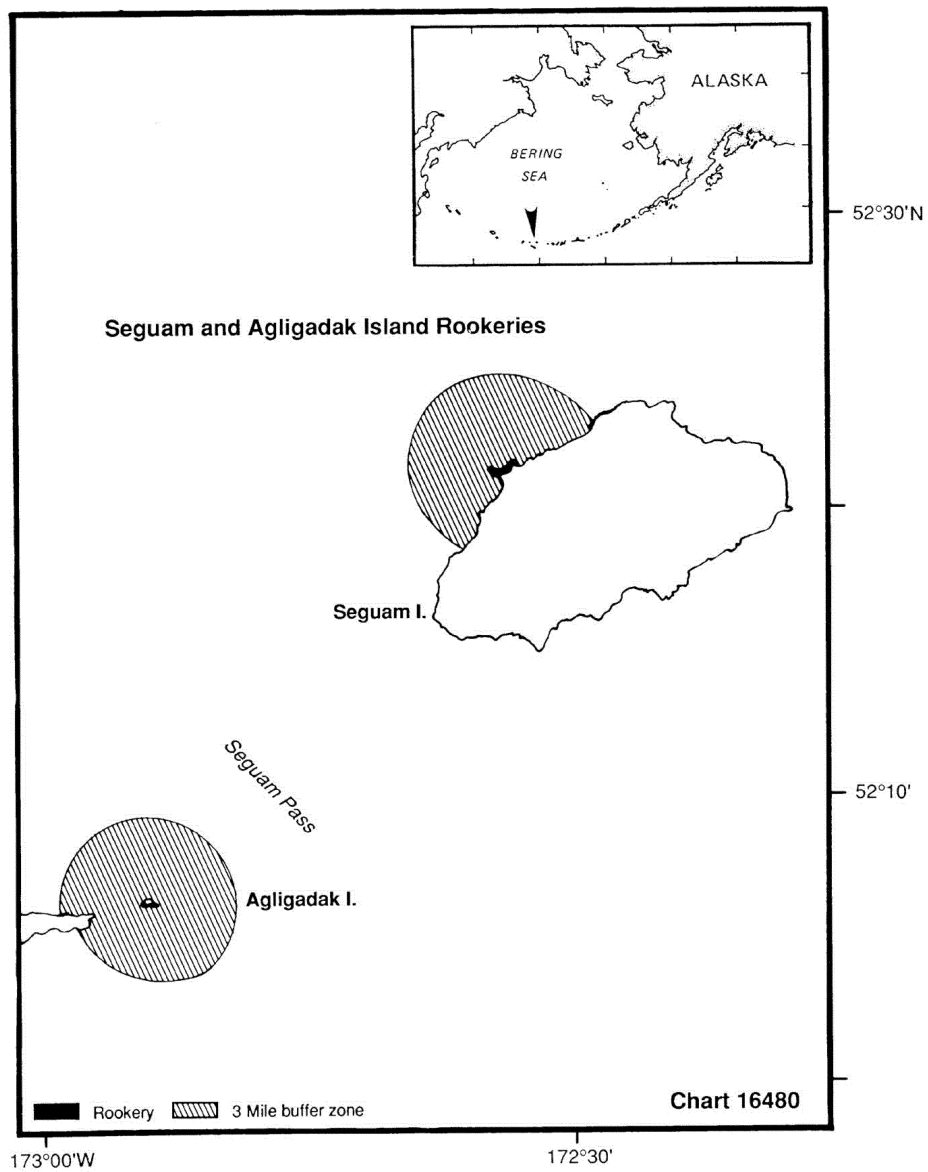 ALASKA
BERING
SEA
52°30'N
Seguam and Agligadak Island Rookeries
Seguam I.
Seguam Pass
52°10'
Agligadak I.
Rookery
3 Mile buffer zone
Chart 16480
173°00'W
172°30'